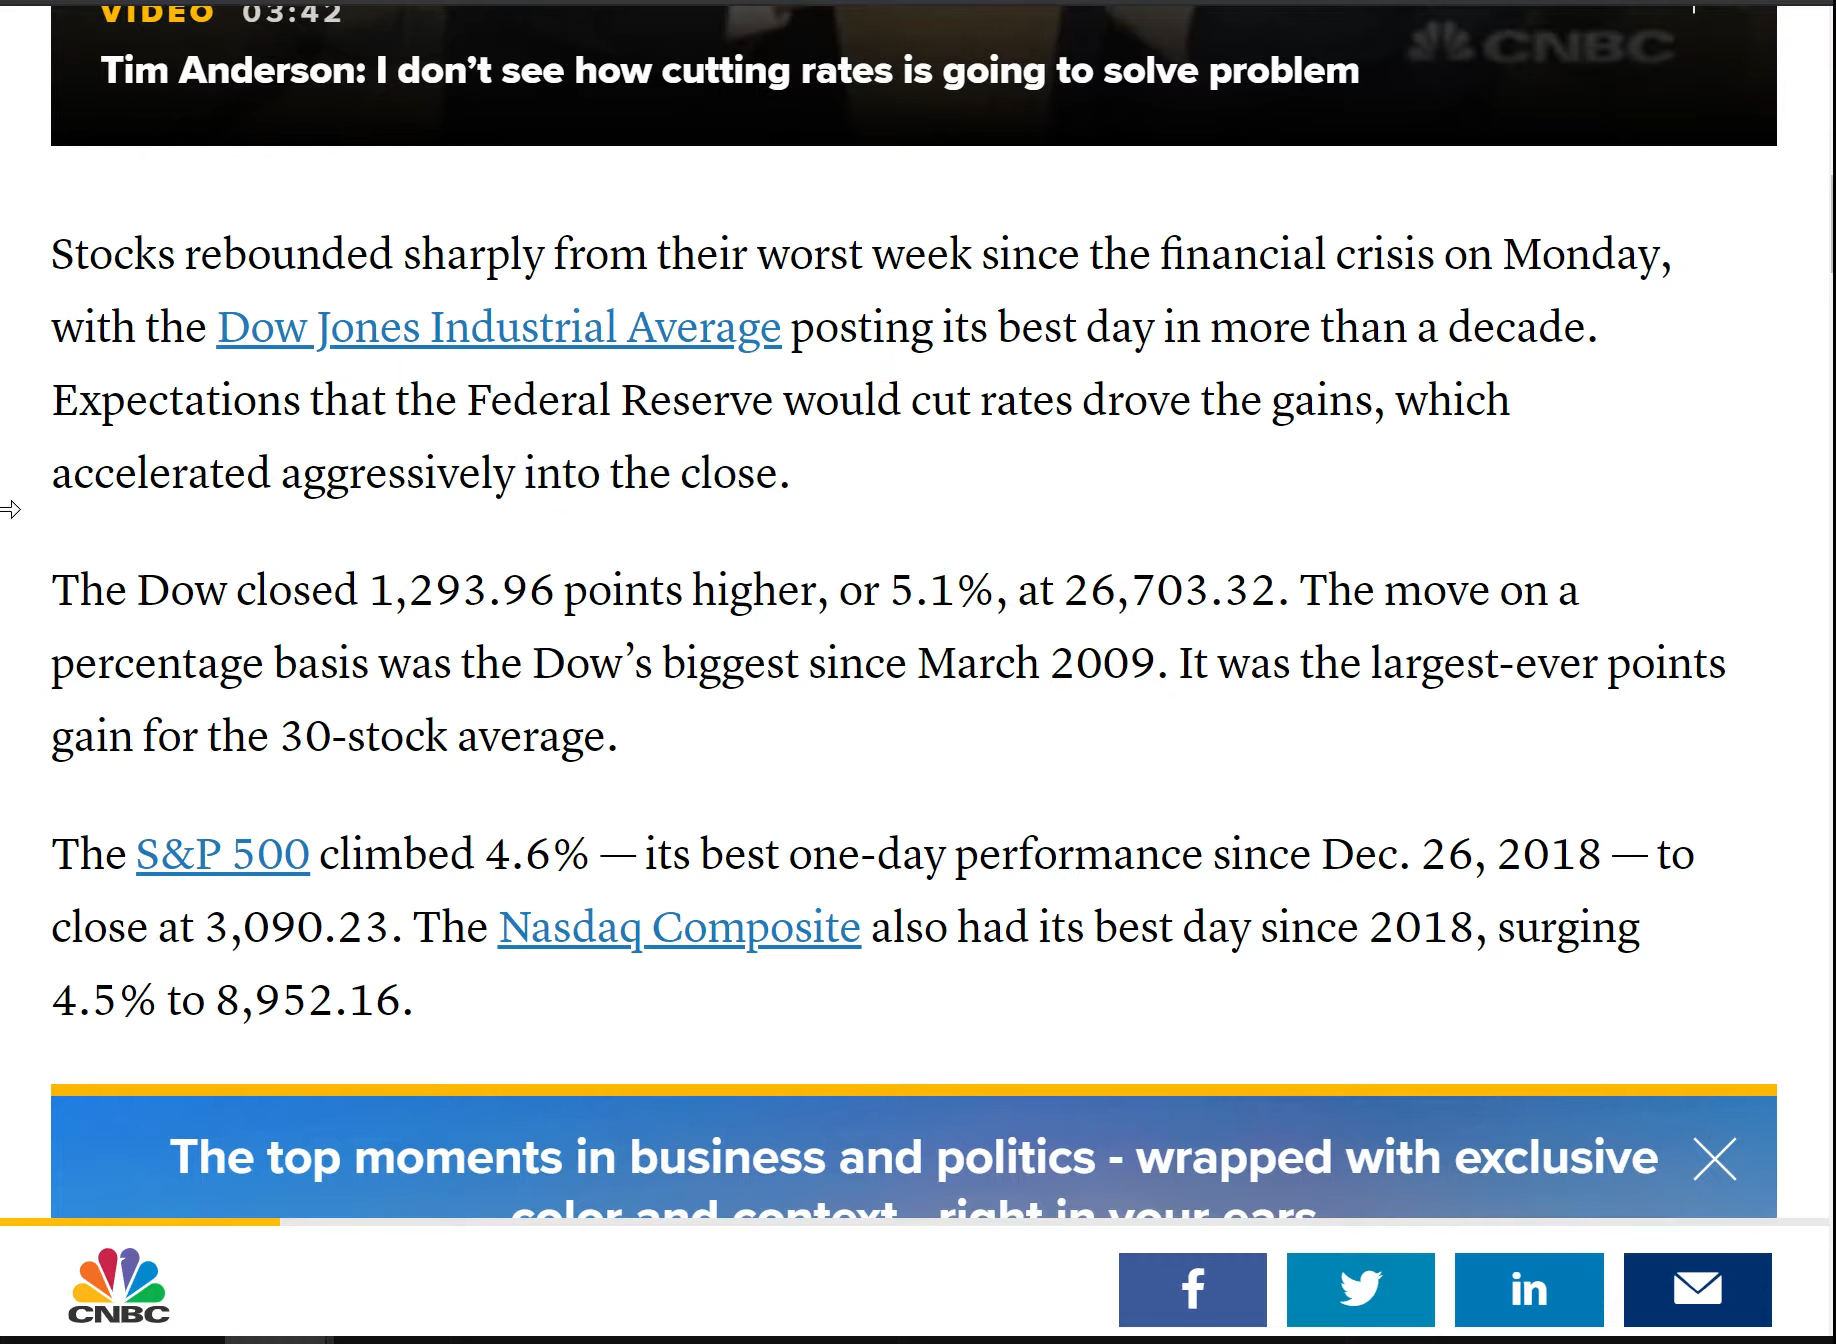 VIDEO 03:42
CNBC
Tim Anderson: I don’t see how cutting rates is going to solve problem
Stocks rebounded sharply from their worst week since the financial crisis on Monday,
with the Dow Jones Industrial Average posting its best day in more than a decade.
Expectations that the Federal Reserve would cut rates drove the gains, which
accelerated aggressively into the close.
The Dow closed 1,293.96 points higher, or 5.1%, at 26,703.32. The move on a
percentage basis was the Dow’s biggest since March 2009. It was the largest-ever points
gain for the 30-stock average.
The S&P 500 climbed 4.6% — its best one-day performance since Dec. 26, 2018 — to
close at 3,090.23. The Nasdaq Composite also had its best day since 2018, surging
4.5% to 8,952.16.
The top moments in business and politics - wrapped with exclusive
color and context - right in your ears
CNBC
f
in